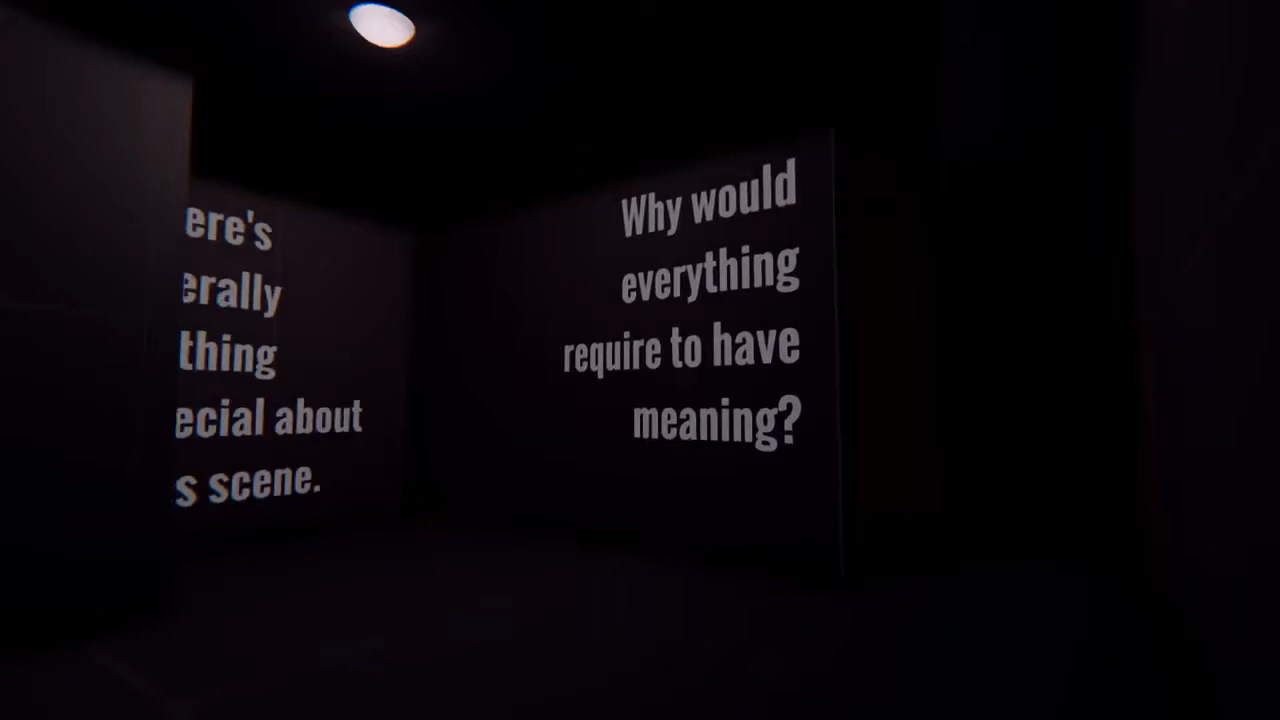 ere's
erally
thing
ecial about
s scene.
Why would
everything
require to have
meaning?